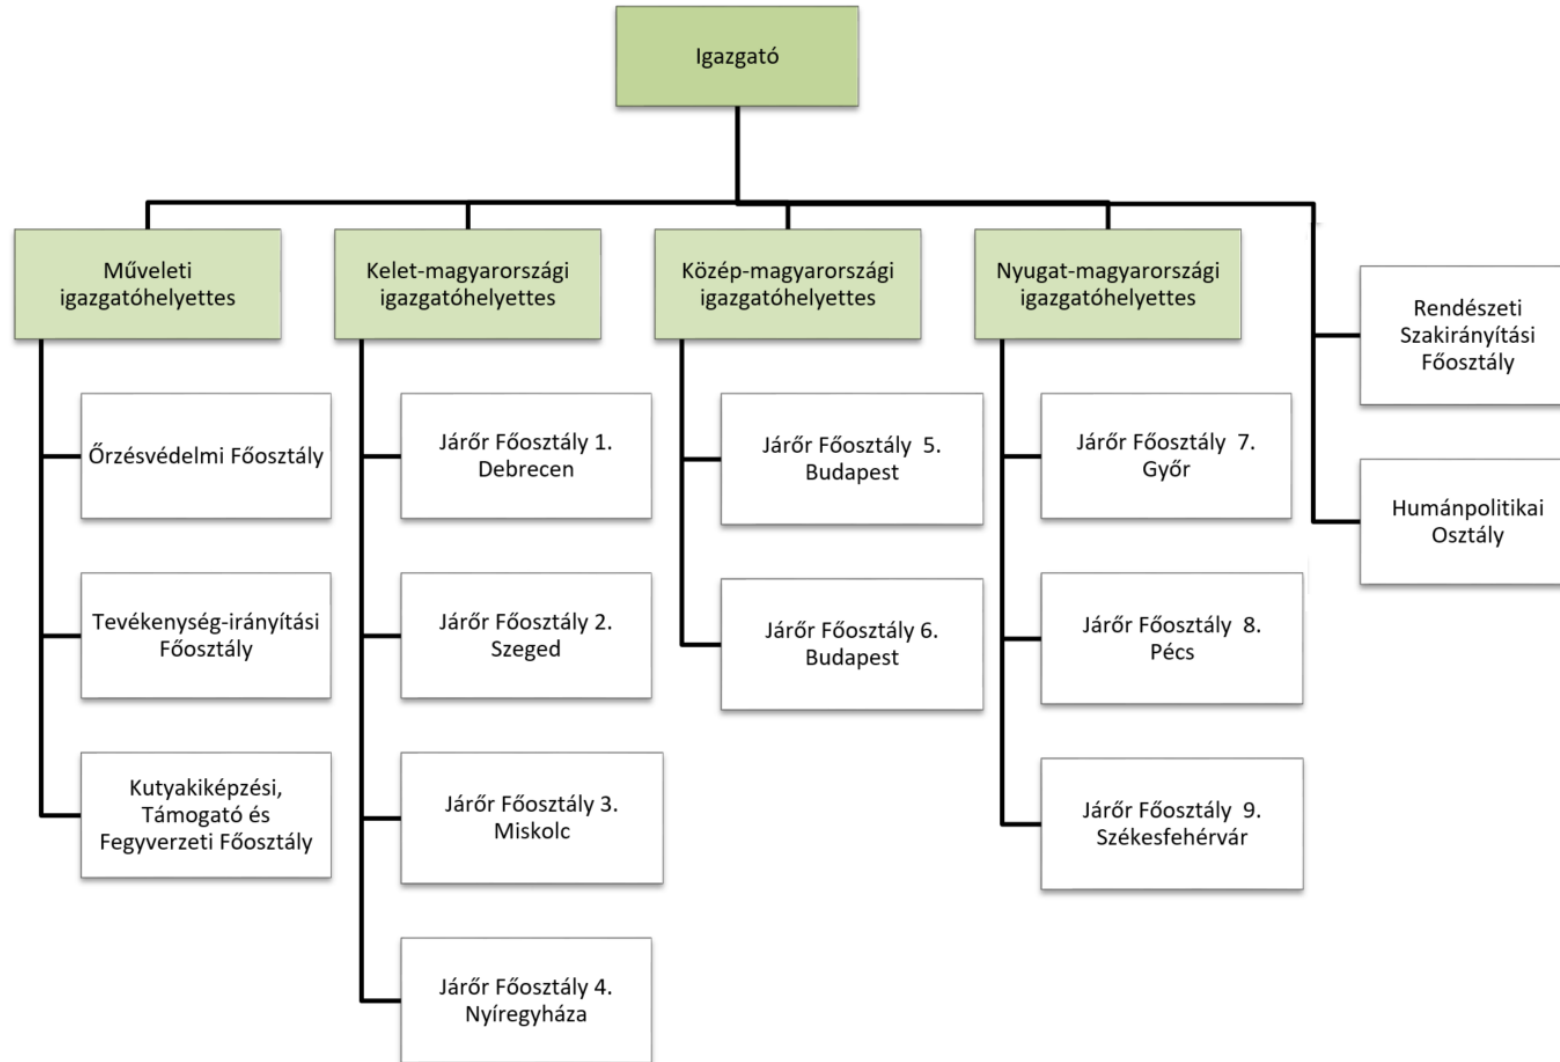 Igazgató
Műveleti
igazgatóhelyettes
Kelet-magyarországi
igazgatóhelyettes
Közép-magyarországi
igazgatóhelyettes
Nyugat-magyarországi
igazgatóhelyettes
Rendészeti
Szakirányítási
Főosztály
Humánpolitikai
Osztály
Őrzésvédelmi Főosztály
Tevékenység-irányítási
Főosztály
Kutyakiképzési,
Támogató és
Fegyverzeti Főosztály
Járőr Főosztály 1.
Debrecen
Járőr Főosztály 2.
Szeged
Járőr Főosztály 3.
Miskolc
Járőr Főosztály 4.
Nyíregyháza
Járőr Főosztály  5.
Budapest
Járőr Főosztály 6.
Budapest
Járőr Főosztály  7.
Győr
Járőr Főosztály  8.
Pécs
Járőr Főosztály  9.
Székesfehérvár